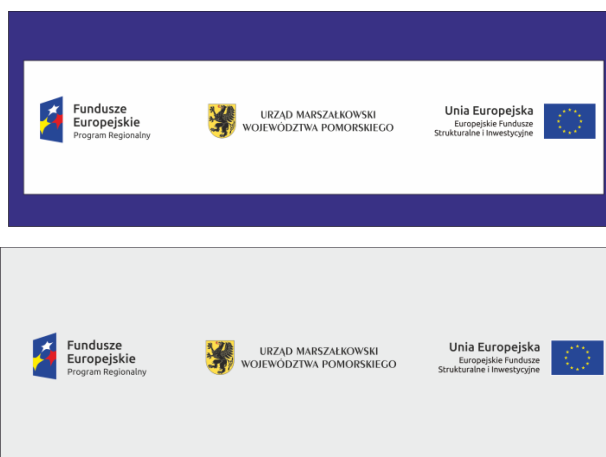 Fundusze
Europejskie
Program Regionalny
URZĄD MARSZAŁKOWSKI
WOJEWÓDZTWA POMORSKIEGO
Unia Europejska
Europejskie Fundusze
Strukturalne i Inwestycyjne
Fundusze
Europejskie
Program Regionalny
URZĄD MARSZAŁKOWSKI
WOJEWÓDZTWA POMORSKIEGO
Unia Europejska
Europejskie Fundusze
Strukturalne i Inwestycyjne